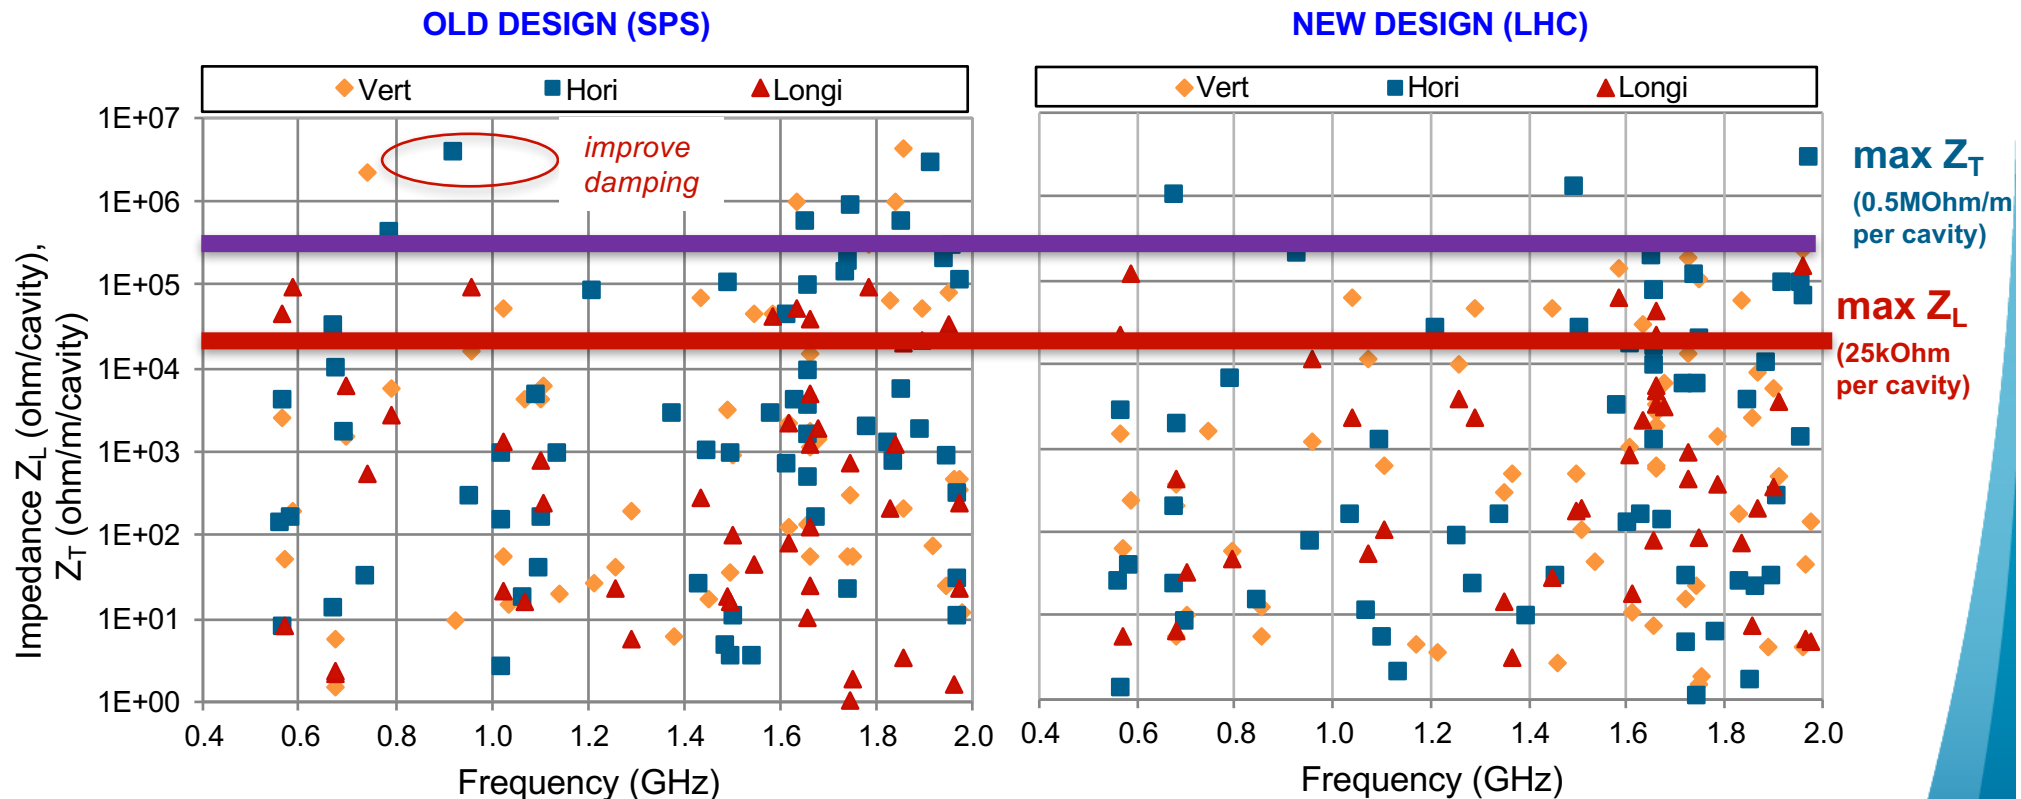 OLD DESIGN (SPS)
NEW DESIGN (LHC)
Vert
Hori
Longi
Vert
Hori
Longi
improve
damping
1E+07
1E+06
1E+05
1E+04
1E+03
1E+02
1E+01
1E+00
Impedance Z_L (ohm/cavity),
Z_T (ohm/m/cavity)
0.4 0.6 0.8 1.0 1.2 1.4 1.6 1.8 2.0
Frequency (GHz)
0.4 0.6 0.8 1.0 1.2 1.4 1.6 1.8 2.0
Frequency (GHz)
max Z_T
(0.5MOhm/m
per cavity)
max Z_L
(25kOhm
per cavity)